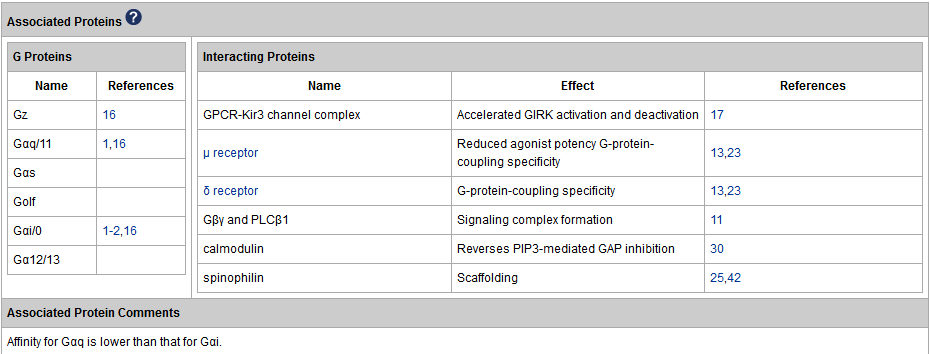 Associated Proteins ?
G Proteins
Name References
Gz 16
Gαq/11 1,16
Gαs
Golf
Gαi/0 1-2,16
Gα12/13
Interacting Proteins
Name Effect References
GPCR-Kir3 channel complex Accelerated GIRK activation and deactivation 17
μ receptor Reduced agonist potency G-protein-
coupling specificity 13,23
δ receptor G-protein-coupling specificity 13,23
Gβγ and PLCβ1 Signaling complex formation 11
calmodulin Reverses PIP3-mediated GAP inhibition 30
spinophilin Scaffolding 25,42
Associated Protein Comments
Affinity for Gαq is lower than that for Gαi.